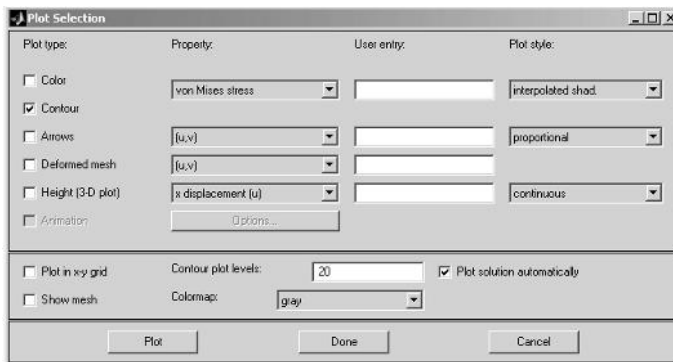 Plot Selection
Plot type: Property: User entry: Plot style:
Color
von Mises stress interpolated shad.
Contour
Arrows (u,v) proportional
Deformed mesh (u,v)
Height (3-D plot) x displacement (u) continuous
Animation Options...
Plot in x-y grid Contour plot levels: 20 Plot solution automatically
Show mesh Colormap: gray
Plot Done Cancel